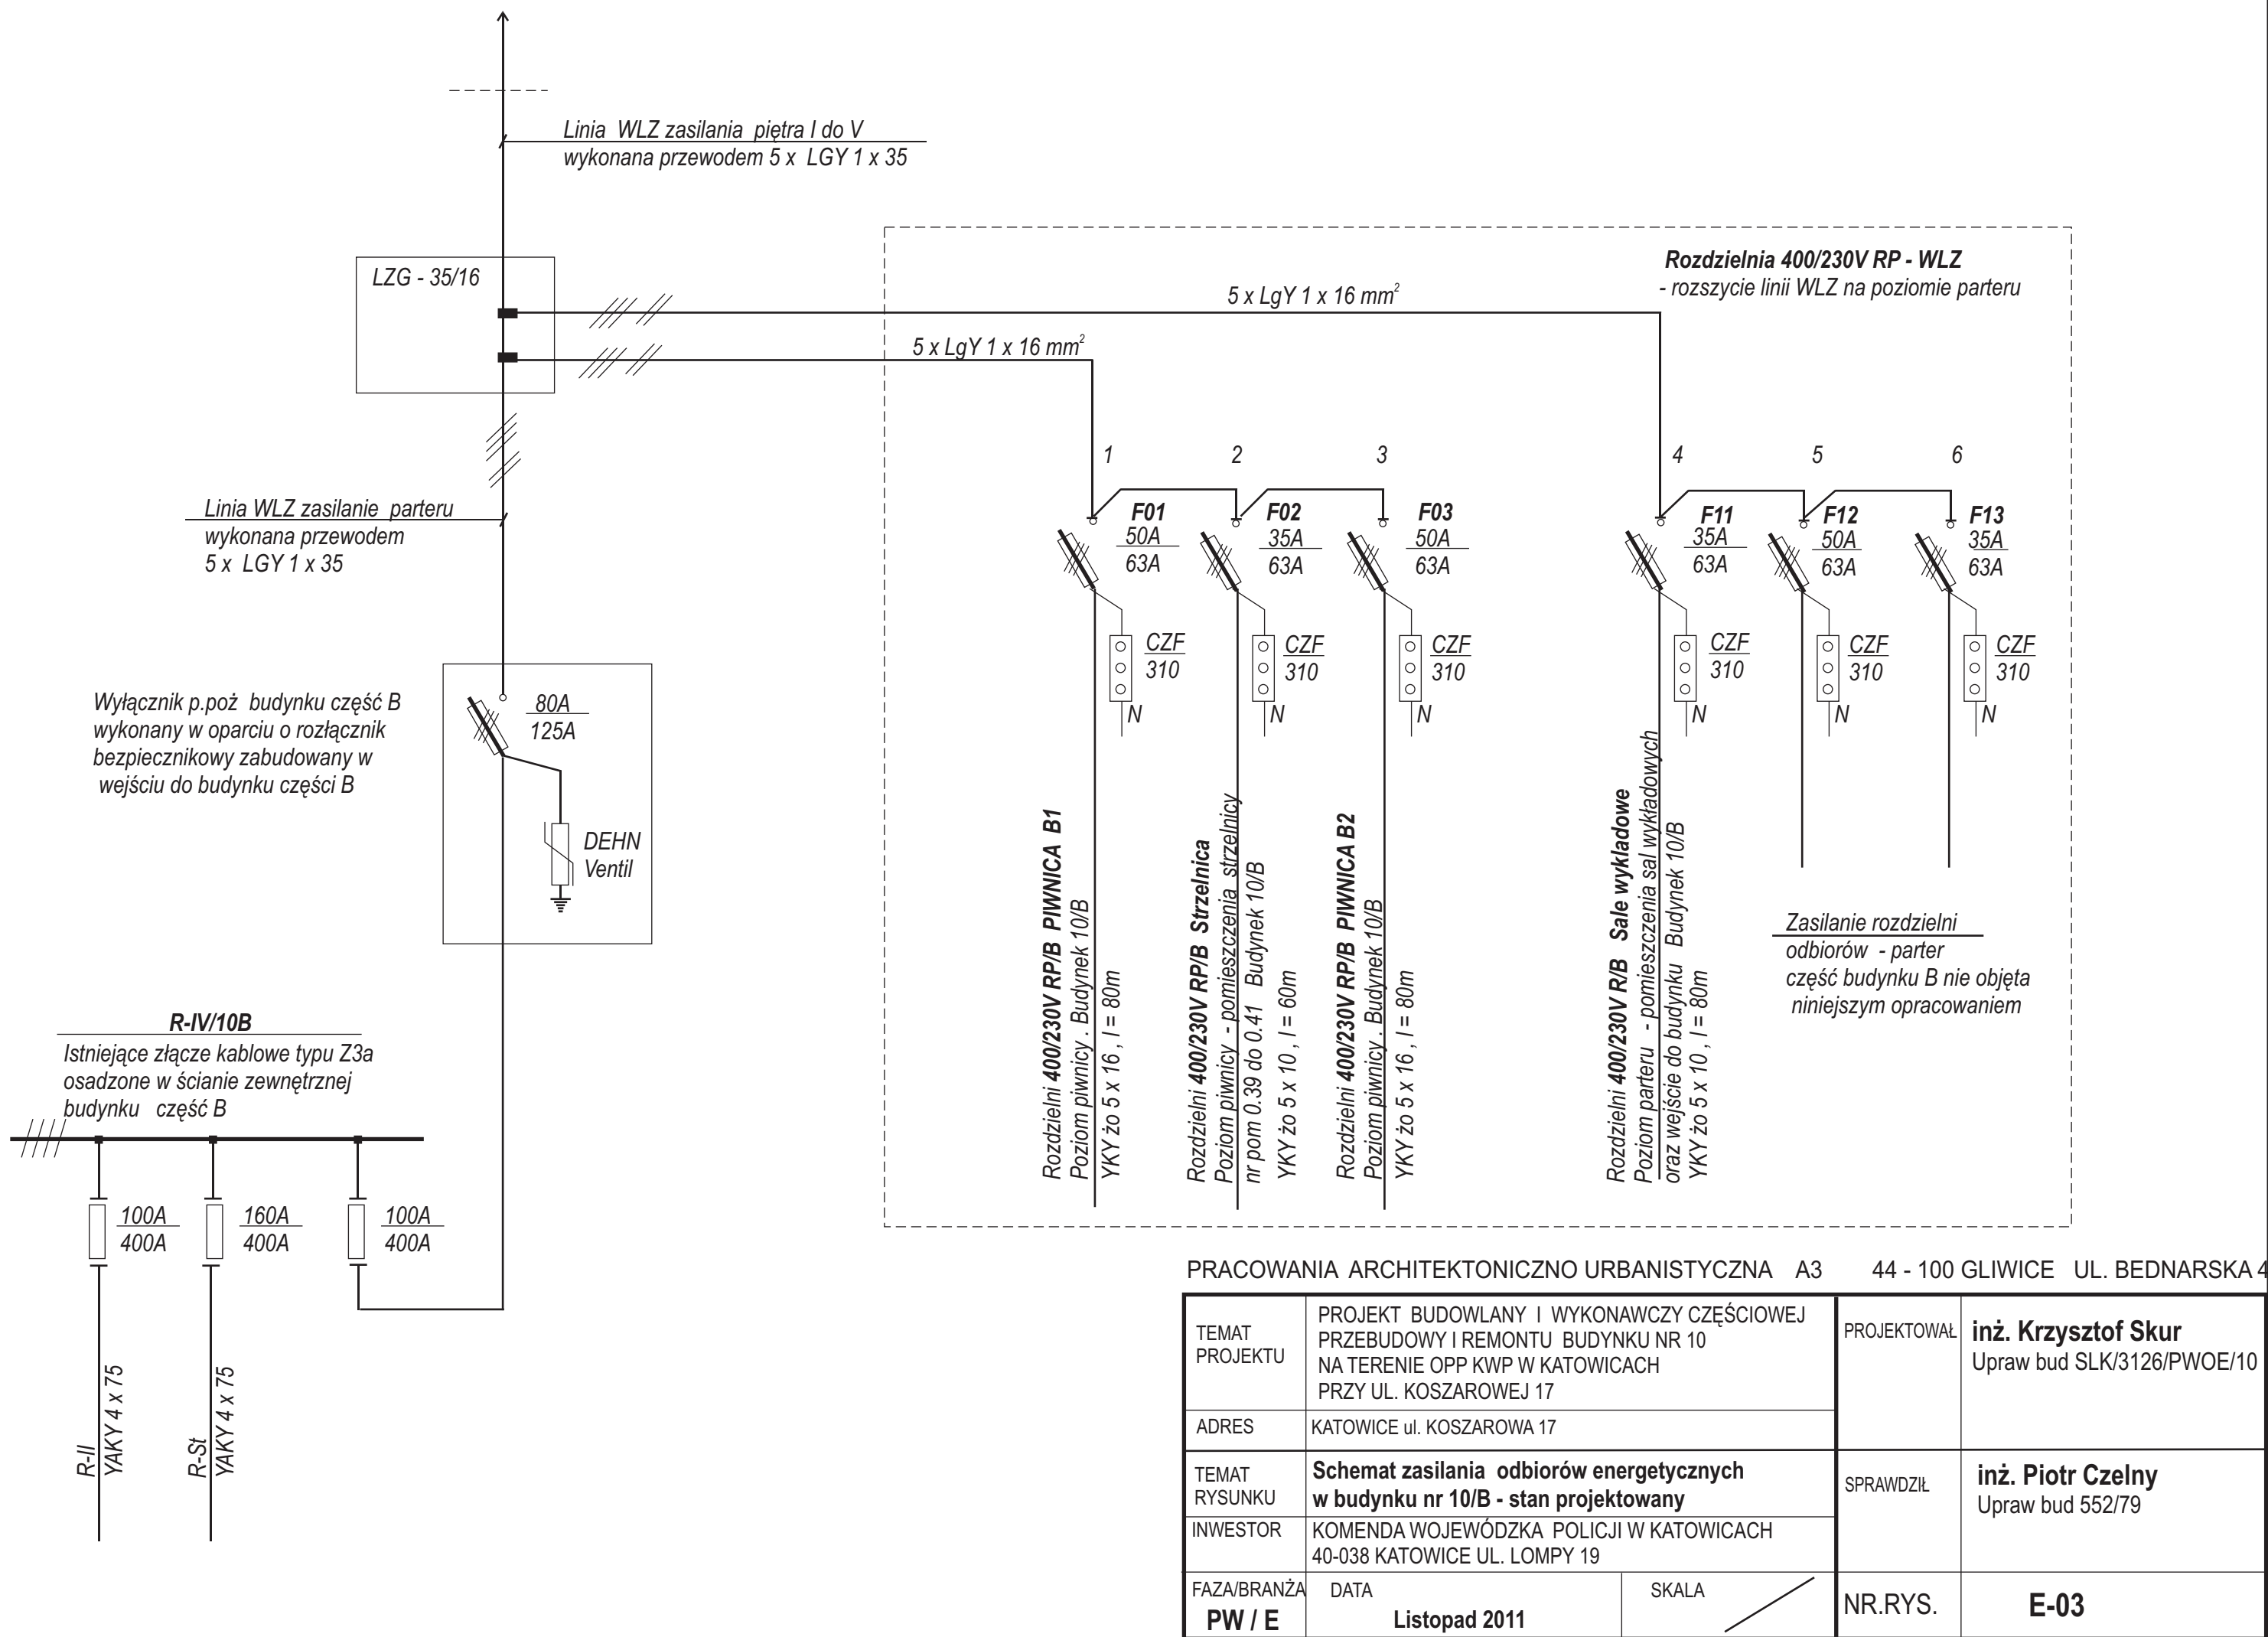 Linia WLZ zasilania piętra I do V
wykonana przewodem 5 x LGY 1 x 35
LZG - 35/16
Rozdzielnia 400/230V RP - WLZ
- rozszycie linii WLZ na poziomie parteru
5 x LgY 1 x 16 mm²
5 x LgY 1 x 16 mm²
1
2
3
4
5
6
F01
50A
63A
F02
35A
63A
F03
50A
63A
F11
35A
63A
F12
50A
63A
F13
35A
63A
CZF
310
N
CZF
310
N
CZF
310
N
CZF
310
N
CZF
310
N
CZF
310
N
Linia WLZ zasilanie parteru
wykonana przewodem
5 x LGY 1 x 35
Wyłącznik p.poż budynku część B
wykonany w oparciu o rozłącznik
bezpiecznikowy zabudowany w
wejściu do budynku części B
80A
125A
DEHN
Ventil
Rozdzielni 400/230V RP/B PIWNICA B1
Poziom piwnicy . Budynek 10/B
YKY żo 5 x 16 , l = 80m
Rozdzielni 400/230V RP/B Strzelnica
Poziom piwnicy - pomieszczenia strzelnicy
nr pom 0.39 do 0.41 Budynek 10/B
YKY żo 5 x 10 , l = 60m
Rozdzielni 400/230V RP/B PIWNICA B2
Poziom piwnicy . Budynek 10/B
YKY żo 5 x 16 , l = 80m
Rozdzielni 400/230V R/B Sale wykladowe
Poziom parteru - pomieszczenia sal wykładowych
oraz wejście do budynku Budynek 10/B
YKY żo 5 x 10 , l = 80m
Zasilanie rozdzielni
odbiorów - parter
część budynku B nie objęta
niniejszym opracowaniem
R-IV/10B
Istniejące złącze kablowe typu Z3a
osadzone w ścianie zewnętrznej
budynku część B
100A
400A
160A
400A
100A
400A
R-II
YAKY 4 x 75
R-St
YAKY 4 x 75
PRACOWANIA ARCHITEKTONICZNO URBANISTYCZNA A3 44 - 100 GLIWICE UL. BEDNARSKA 4
TEMAT
PROJEKTU
PROJEKT BUDOWLANY I WYKONAWCZY CZĘŚCIOWEJ
PRZEBUDOWY I REMONTU BUDYNKU NR 10
NA TERENIE OPP KWP W KATOWICACH
PRZY UL. KOSZAROWEJ 17
PROJEKTOWAŁ
inż. Krzysztof Skur
Upraw bud SLK/3126/PWOE/10
ADRES
KATOWICE ul. KOSZAROWA 17
TEMAT
RYSUNKU
Schemat zasilania odbiorów energetycznych
w budynku nr 10/B - stan projektowany
SPRAWDZIŁ
inż. Piotr Czelny
Upraw bud 552/79
INWESTOR
KOMENDA WOJEWÓDZKA POLICJI W KATOWICACH
40-038 KATOWICE UL. LOMPY 19
FAZA/BRANŻA
PW / E
DATA
Listopad 2011
SKALA
NR.RYS.
E-03